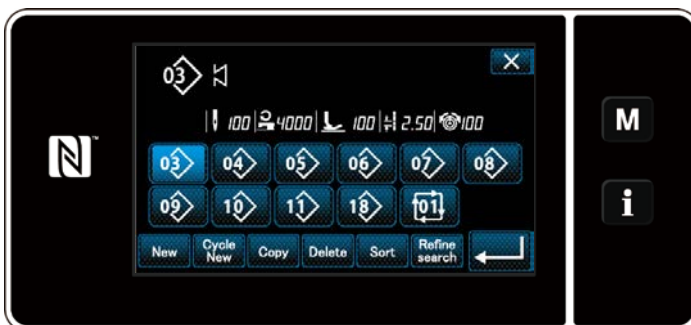 03
100 4000 100 2.50 100
03 04 05 06 07 08
09 10 11 18 01
New Cycle New Copy Delete Sort Refine search
M
i
N